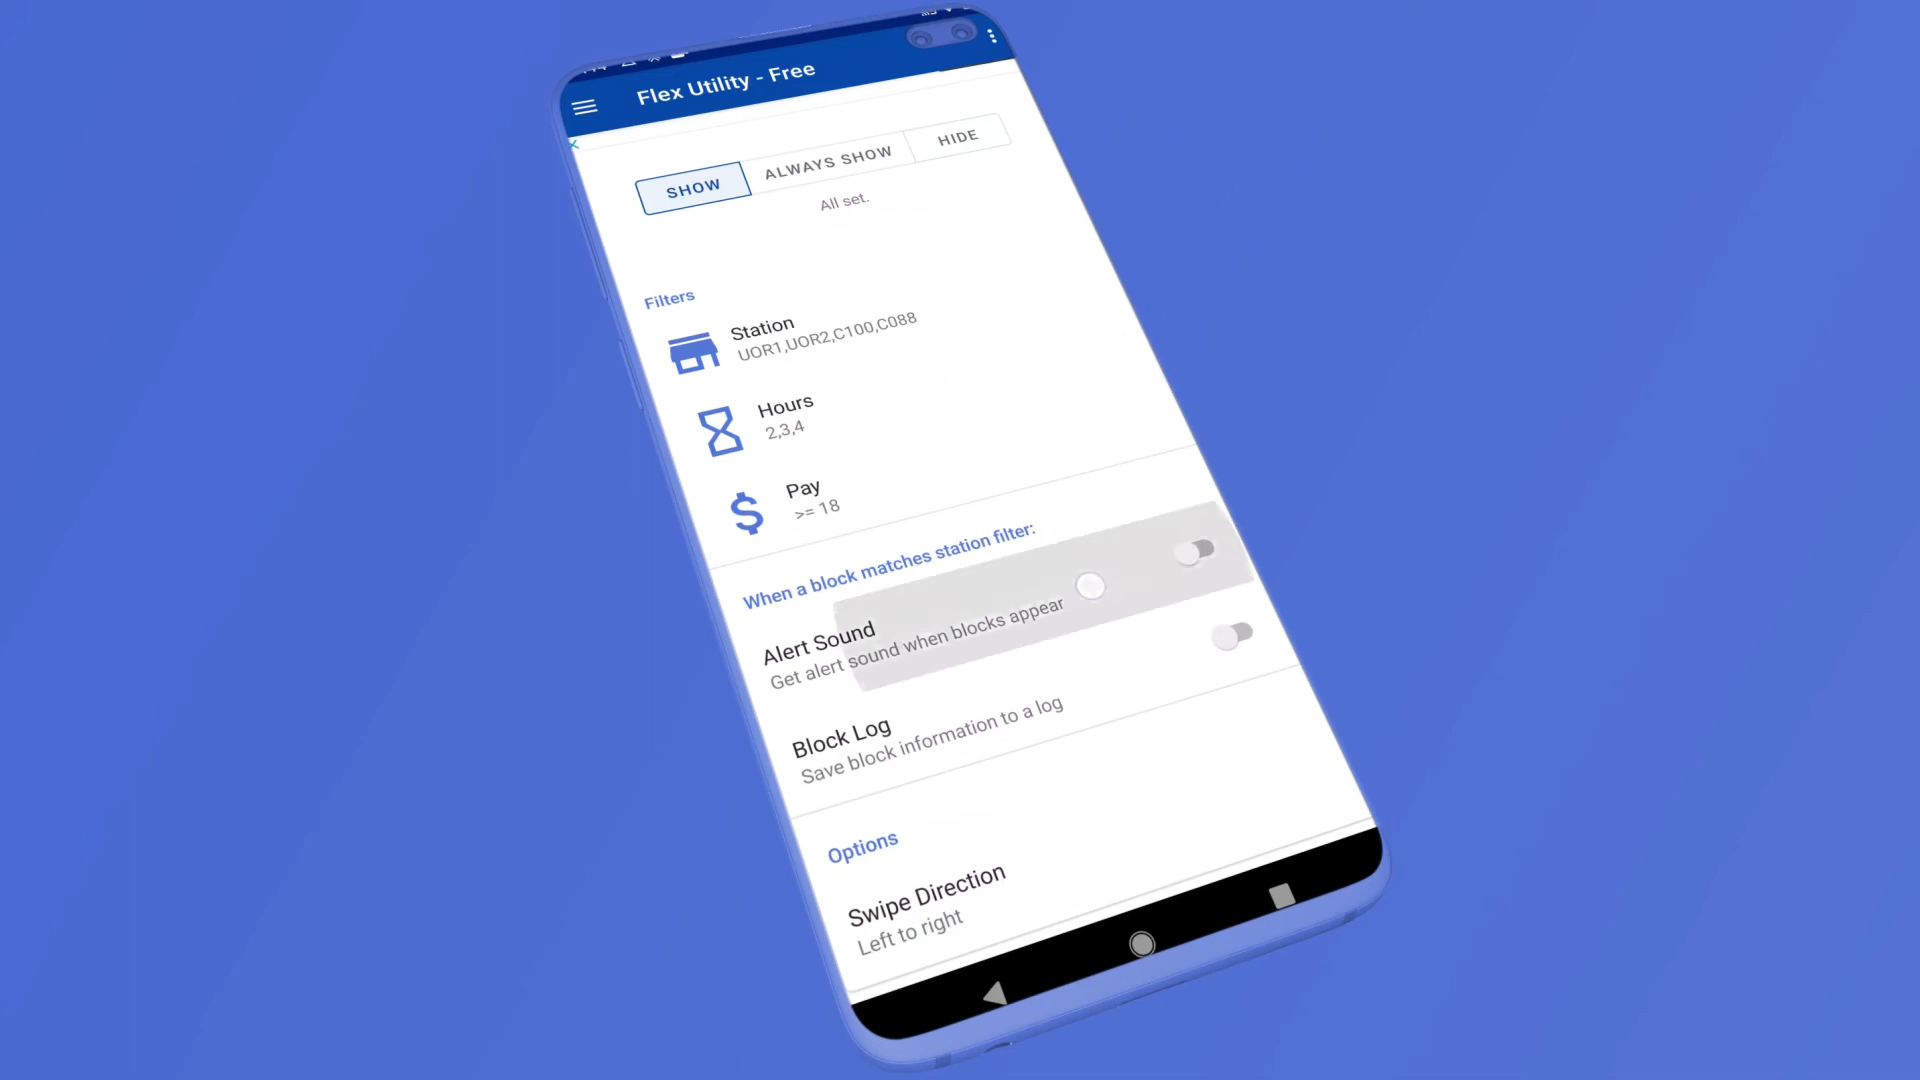 Flex Utility - Free
SHOW
ALWAYS SHOW
HIDE
All set.
Filters
Station
UOR1,UOR2,C100,C088
Hours
2,3,4
Pay
>= 18
When a block matches station filter:
Alert Sound
Get alert sound when blocks appear
Block Log
Save block information to a log
Options
Swipe Direction
Left to right